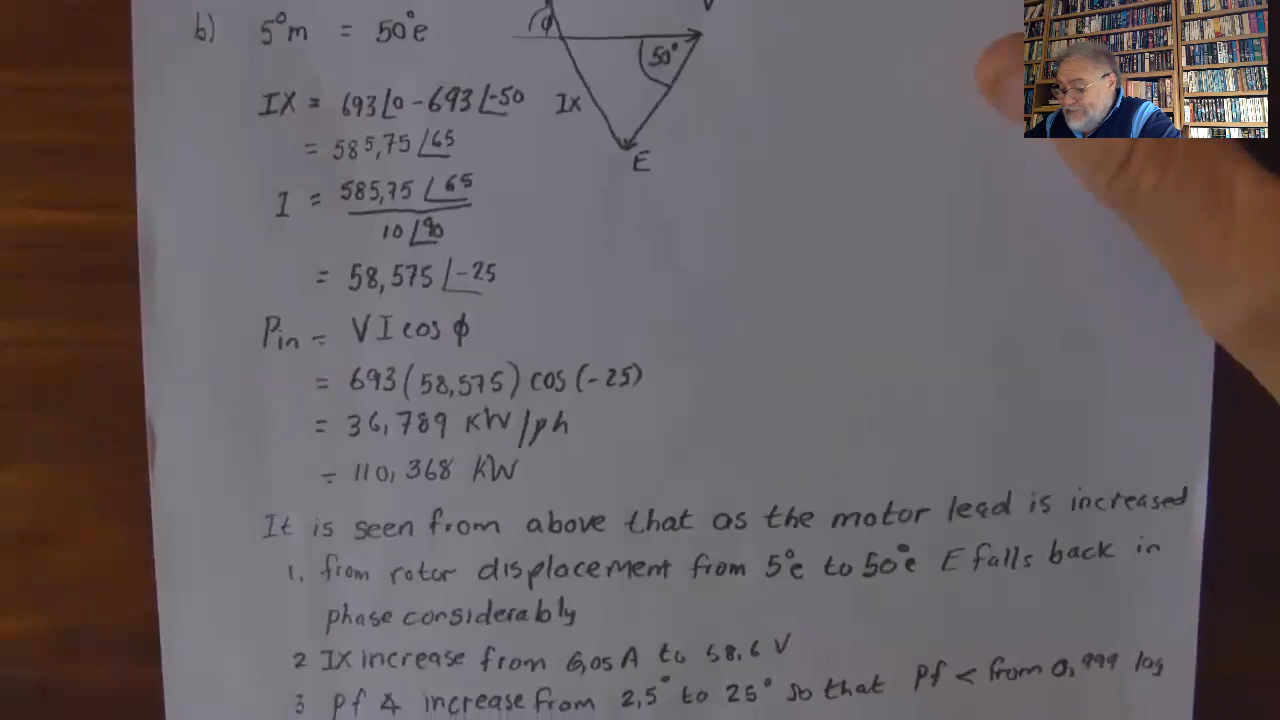 b) 5°m = 50°e
φ
V
50°
IX = 693∠0 - 693∠-50
IX
= 585,75∠65
E
I = 585,75∠65
10∠90
= 58,575∠-25
Pin = VI cos φ
= 693(58,575) cos(-25)
= 36,789 KW/ph
= 110,368 KW
It is seen from above that as the motor lead is increased
1. from rotor displacement from 5°e to 50°e E falls back in
phase considerably
2 IX increase from 6,05A to 58.6 V
3 pf ∡ increase from 2,5° to 25° so that pf < from 0,999 lag